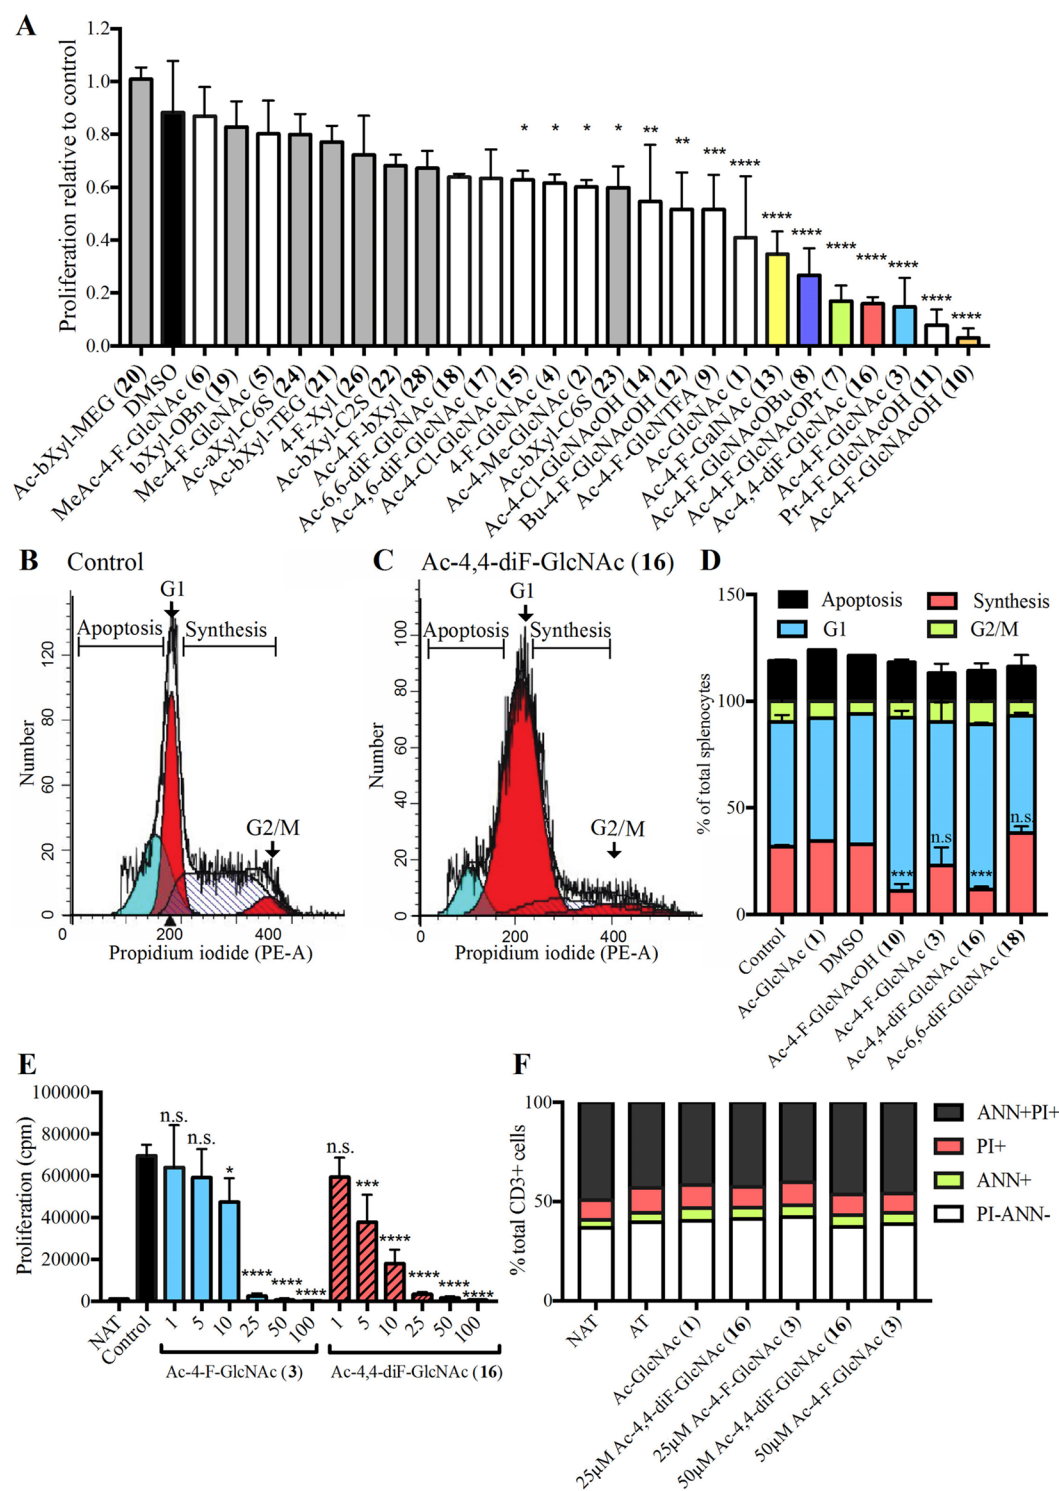 A
Proliferation relative to control
1.2
1.0
0.8
0.6
0.4
0.2
0.0
* * * * ** ** *** **** **** **** **** **** **** **** ****
Ac-bXyl-MEG (20)
DMSO
MeAc-4-F-GlcNAc (6)
bXyl-OBn (19)
Me-4-F-GlcNAc (5)
Ac-aXyl-C6S (24)
Ac-bXyl-TEG (21)
4-F-Xyl (26)
Ac-bXyl-C2S (22)
Ac-4-F-bXyl (28)
Ac-6,6-diF-GlcNAc (18)
Ac-4,6-diF-GlcNAc (17)
Ac-4-Cl-GlcNAc (15)
4-F-GlcNAc (4)
Ac-4-Me-GlcNAc (2)
Ac-bXyl-C6S (23)
Ac-4-Cl-GlcNAcOH (14)
Bu-4-F-GlcNAcOH (12)
Ac-4-F-GlcNTFA (9)
Ac-GlcNAc (1)
Ac-4-F-GalNAc (13)
Ac-4-F-GlcNAcOBu (8)
Ac-4-F-GlcNAcOPr (7)
Ac-4,4-diF-GlcNAc (16)
Ac-4-F-GlcNAc (3)
Pr-4-F-GlcNAcOH (11)
Ac-4-F-GlcNAcOH (10)
B Control
G1
Apoptosis Synthesis
G2/M
Number
120
80
60
20
0
0 200 400
Propidium iodide (PE-A)
C Ac-4,4-diF-GlcNAc (16)
G1
Apoptosis Synthesis
G2/M
Number
100
80
60
40
20
0
0 200 400
Propidium iodide (PE-A)
D
Apoptosis Synthesis
G1 G2/M
% of total splenocytes
150
100
50
0
*** n.s *** n.s.
Control
Ac-GlcNAc (1)
DMSO
Ac-4-F-GlcNAcOH (10)
Ac-4-F-GlcNAc (3)
Ac-4,4-diF-GlcNAc (16)
Ac-6,6-diF-GlcNAc (18)
E
Proliferation (cpm)
100000
80000
60000
40000
20000
0
n.s. n.s. * **** **** **** n.s. *** **** **** **** ****
NAT Control 1 5 10 25 50 100 1 5 10 25 50 100
Ac-4-F-GlcNAc (3) Ac-4,4-diF-GlcNAc (16)
F
% total CD3+ cells
100
50
0
ANN+PI+
PI+
ANN+
PI-ANN-
NAT
AT
Ac-GlcNAc (1)
25µM Ac-4,4-diF-GlcNAc (16)
25µM Ac-4-F-GlcNAc (3)
50µM Ac-4,4-diF-GlcNAc (16)
50µM Ac-4-F-GlcNAc (3)